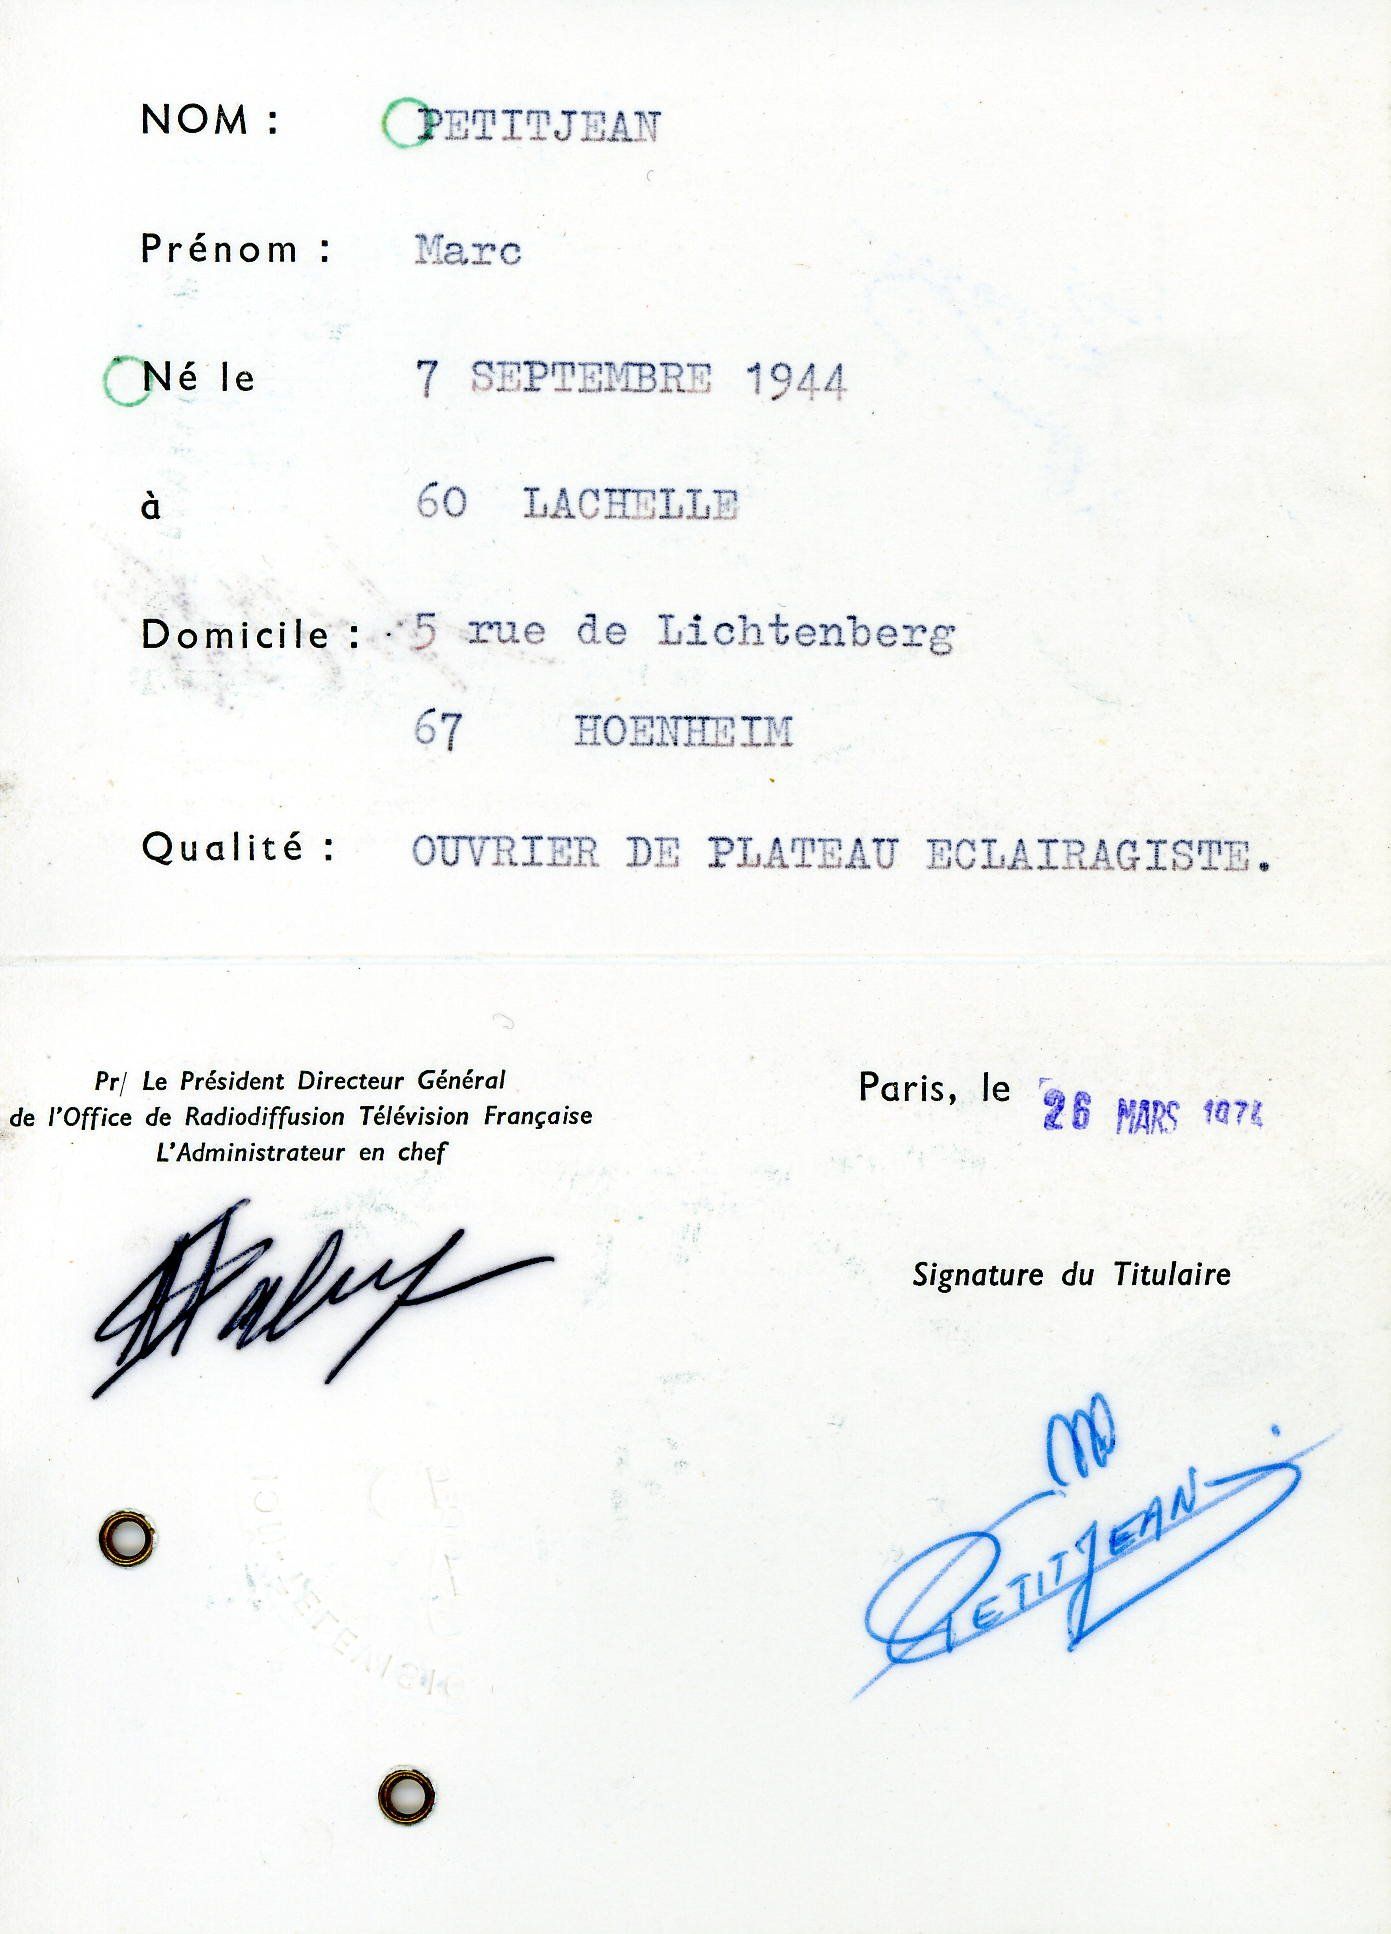 NOM : PETITJEAN
Prénom : Marc
Né le 7 SEPTEMBRE 1944
à 60 LACHELLE
Domicile : 5 rue de Lichtenberg
67 HOENHEIM
Qualité : OUVRIER DE PLATEAU ECLAIRAGISTE.
Pr/ Le Président Directeur Général
de l'Office de Radiodiffusion Télévision Française
L'Administrateur en chef
Paris, le 26 MARS 1974
Signature du Titulaire
PETITJEAN